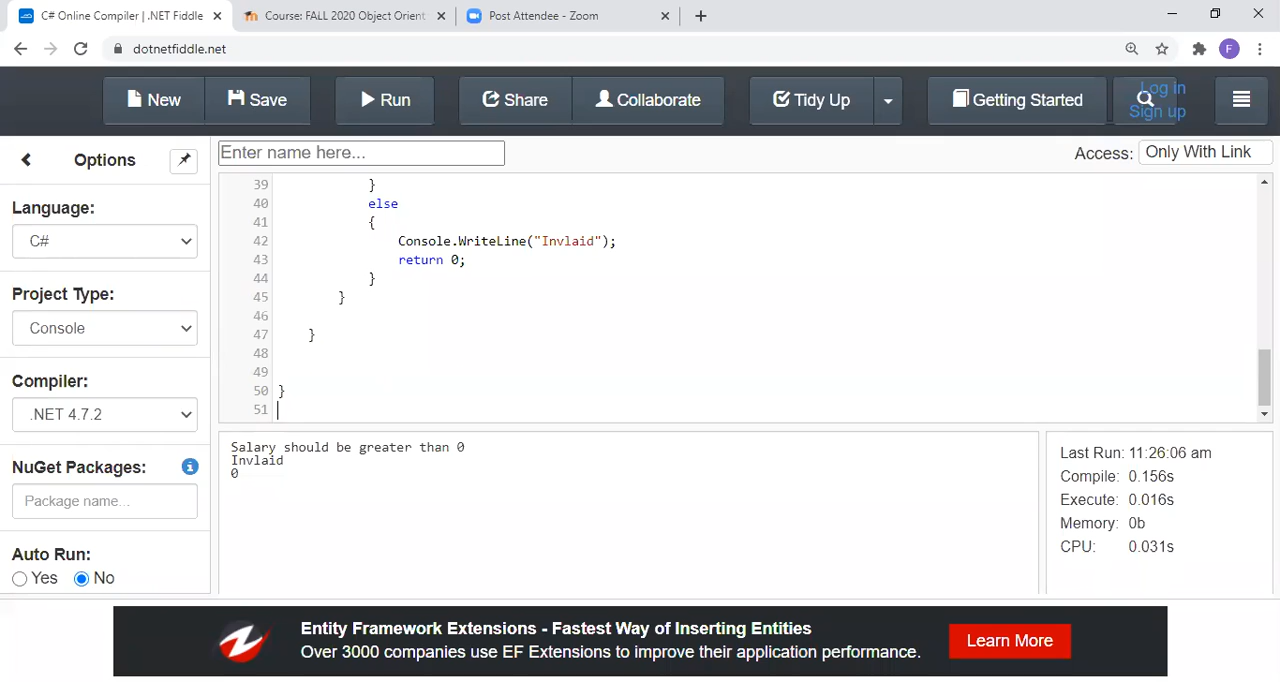 C# Online Compiler | .NET Fiddle
Course: FALL 2020 Object Orient
Post Attendee - Zoom
dotnetfiddle.net
F
New
Save
Run
Share
Collaborate
Tidy Up
Getting Started
Log in
Sign up
Options
Enter name here...
Access:
Only With Link
Language:
C#
Project Type:
Console
Compiler:
.NET 4.7.2
NuGet Packages:
Package name...
Auto Run:
Yes
No
39 }
40 else
41 {
42 Console.WriteLine("Invlaid");
43 return 0;
44 }
45 }
46
47 }
48
49
50 }
51
Salary should be greater than 0
Invlaid
0
Last Run: 11:26:06 am
Compile: 0.156s
Execute: 0.016s
Memory: 0b
CPU: 0.031s
Entity Framework Extensions - Fastest Way of Inserting Entities
Over 3000 companies use EF Extensions to improve their application performance.
Learn More